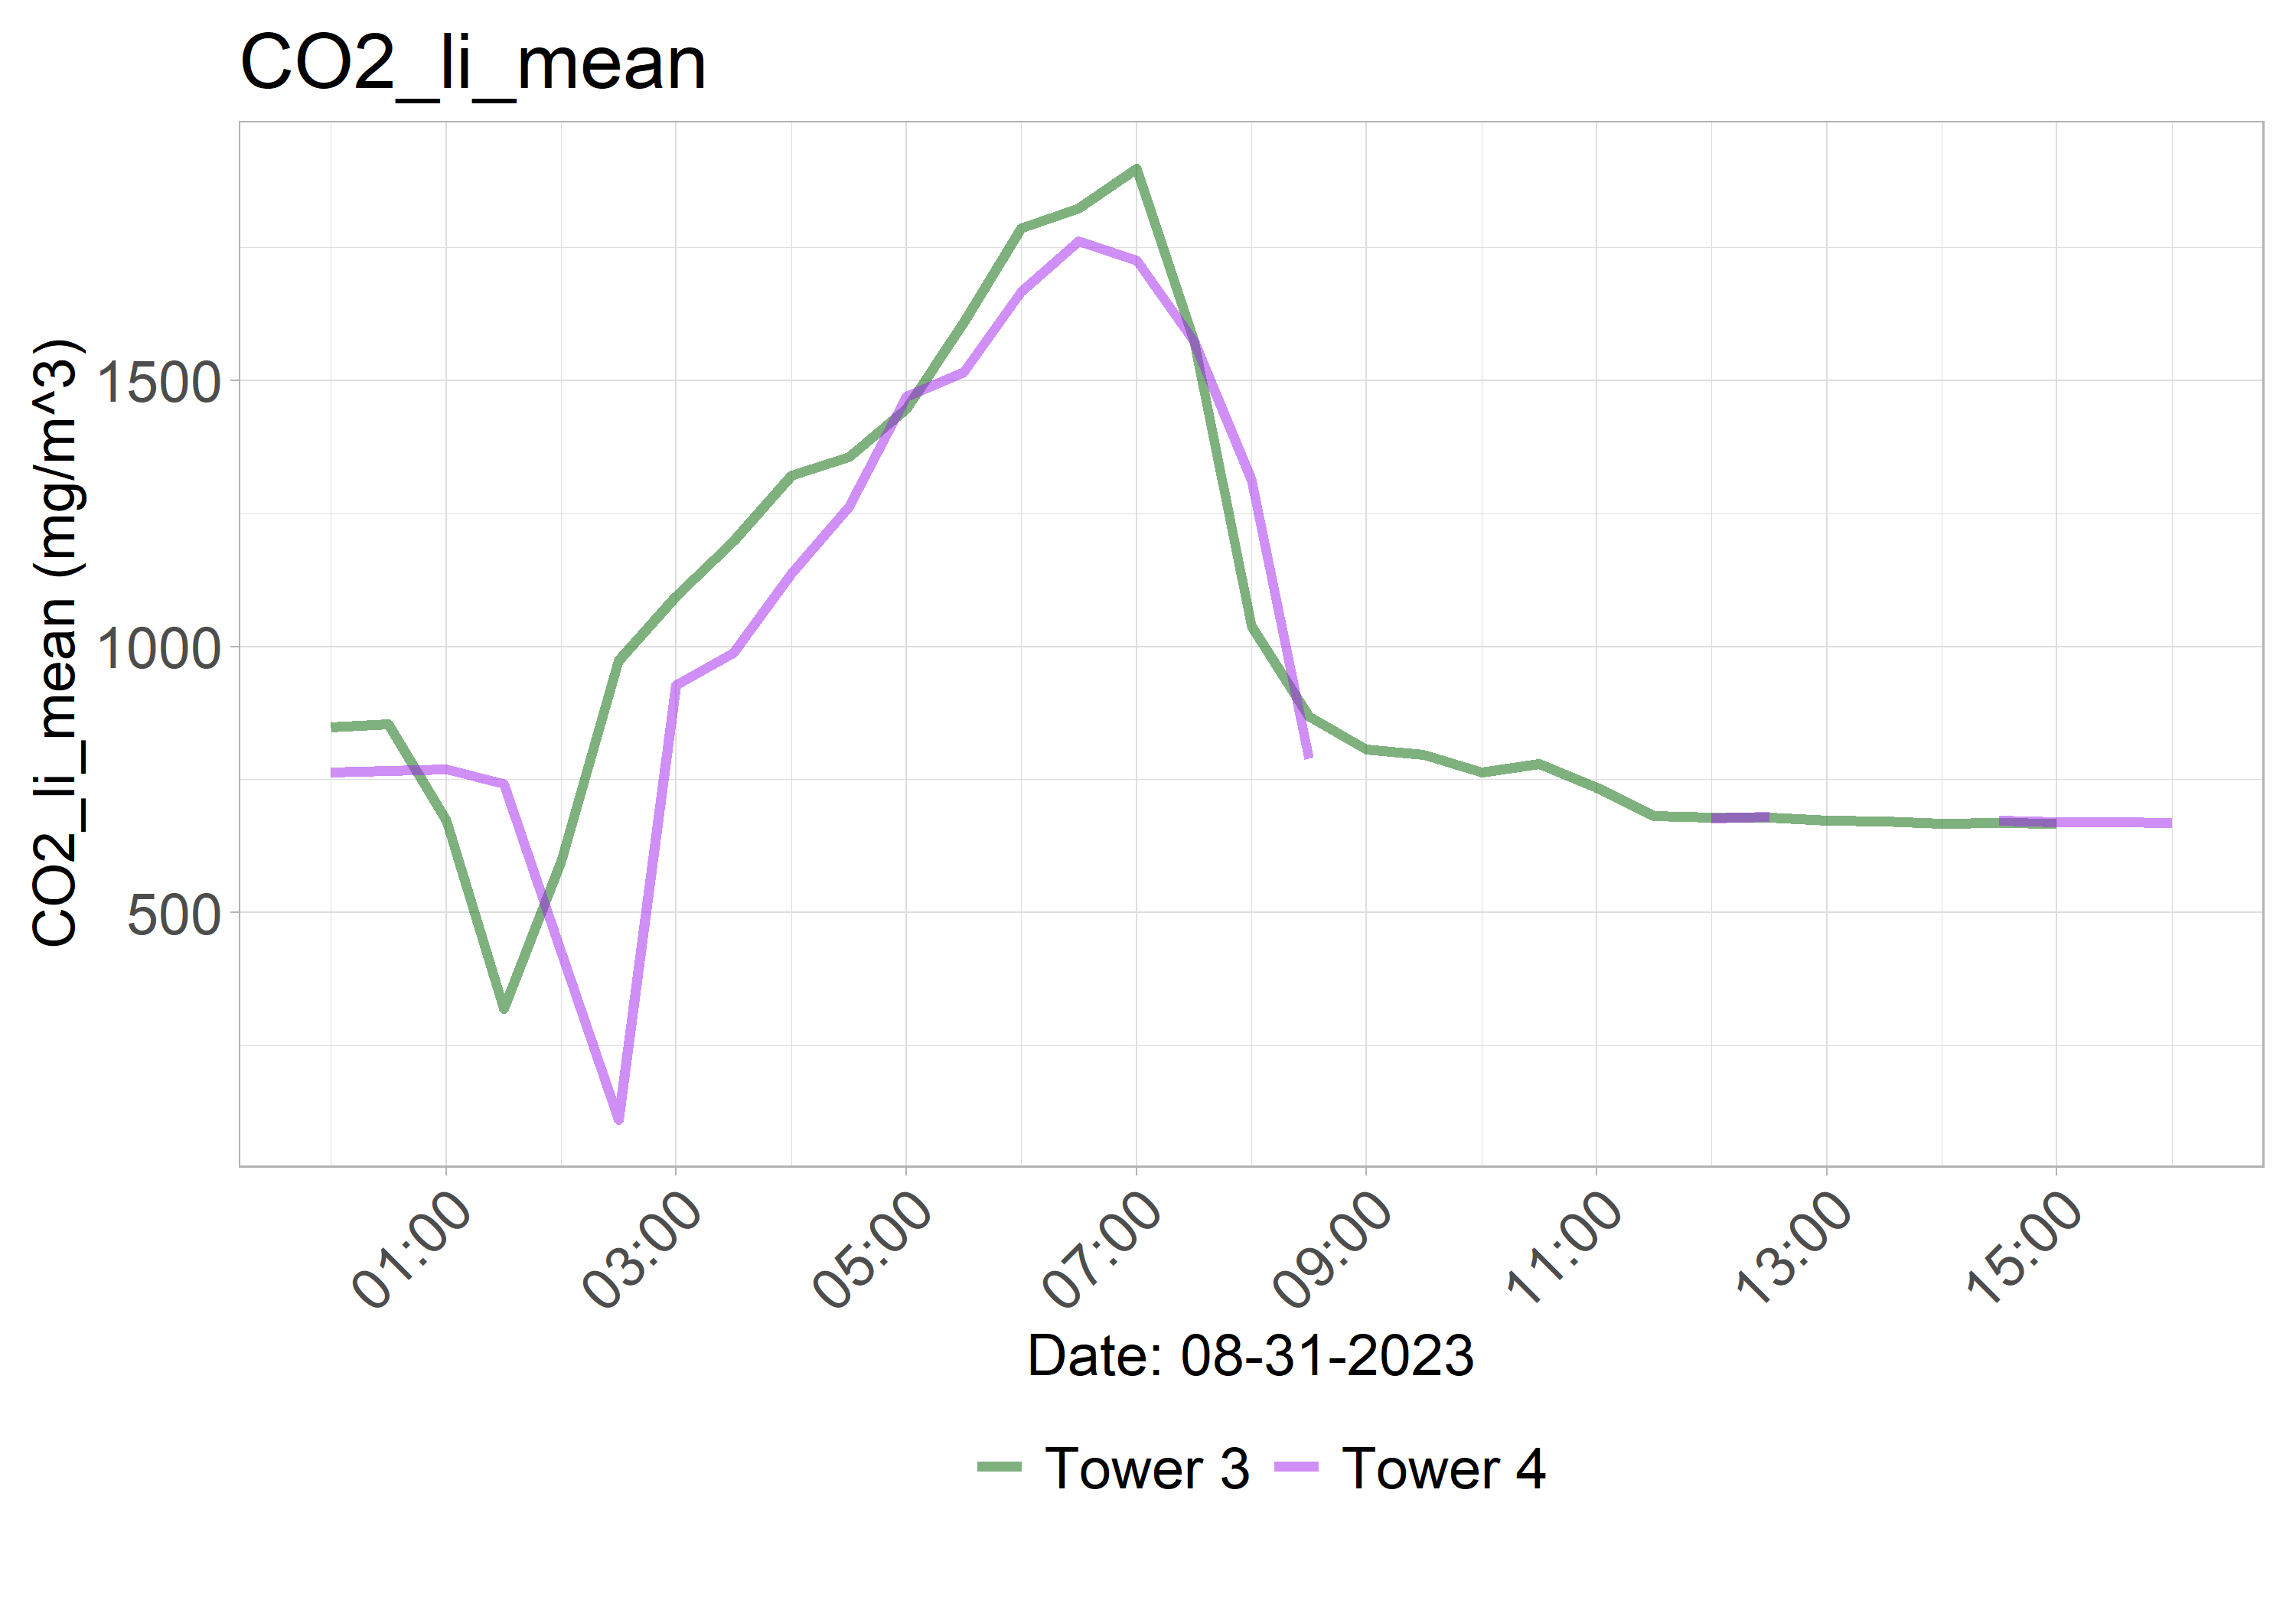 CO2_li_mean
CO2_li_mean (mg/m^3)
1500
1000
500
01:00 03:00 05:00 07:00 09:00 11:00 13:00 15:00
Date: 08-31-2023
Tower 3 Tower 4